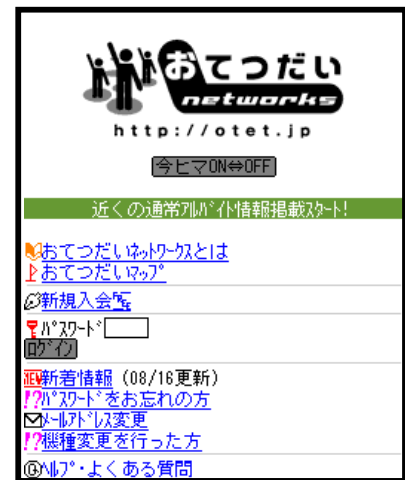 おてつだい
networks
http://otet.jp
今ヒマON⇔OFF
近くの通常ｱﾙﾊﾞｲﾄ情報掲載ｽﾀｰﾄ!
おてつだいﾈｯﾄﾜｰｸｽとは
おてつだいﾏｯﾌﾟ
新規入会
ﾊﾟｽﾜｰﾄﾞ
ﾛｸﾞｲﾝ
NEW新着情報 (08/16更新)
!?ﾊﾟｽﾜｰﾄﾞをお忘れの方
ﾒｰﾙｱﾄﾞﾚｽ変更
!?機種変更を行った方
@ﾍﾙﾌﾟ・よくある質問